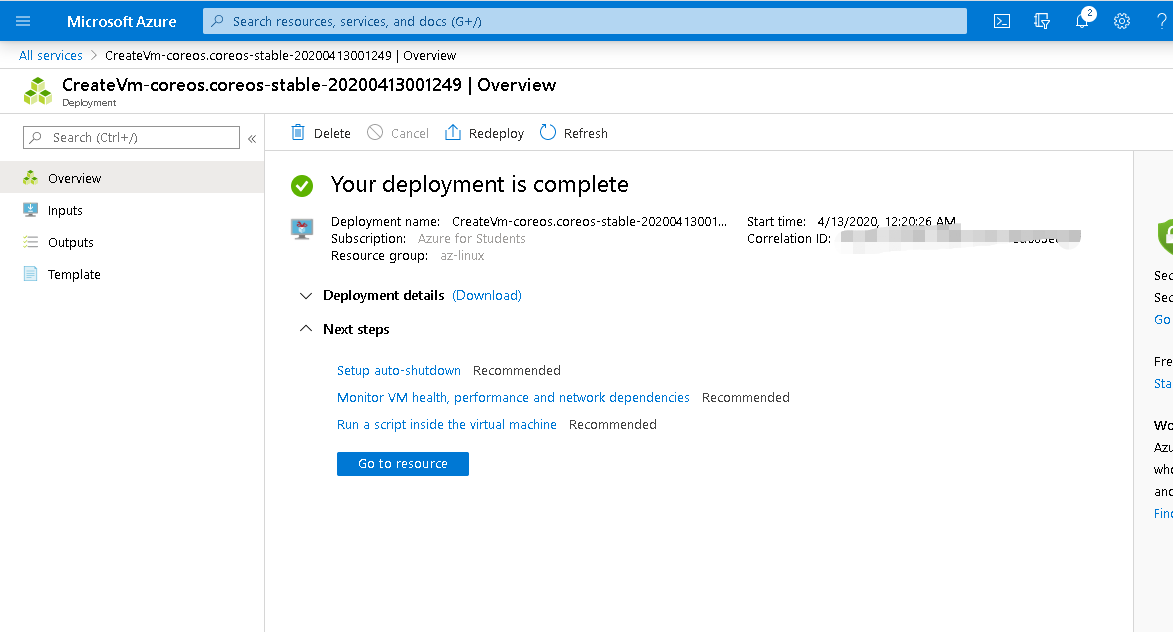 Microsoft Azure
Search resources, services, and docs (G+/)
2
?
All services > CreateVm-coreos.coreos-stable-20200413001249 | Overview
CreateVm-coreos.coreos-stable-20200413001249 | Overview
Deployment
Search (Ctrl+/)
«
Overview
Inputs
Outputs
Template
Delete
Cancel
Redeploy
Refresh
Your deployment is complete
Deployment name: CreateVm-coreos.coreos-stable-20200413001...
Subscription: Azure for Students
Resource group: az-linux
Start time: 4/13/2020, 12:20:26 AM
Correlation ID:
Deployment details (Download)
Next steps
Setup auto-shutdown Recommended
Monitor VM health, performance and network dependencies Recommended
Run a script inside the virtual machine Recommended
Go to resource
Sec
Sec
Go
Fre
Sta
Wo
Azu
who
and
Find